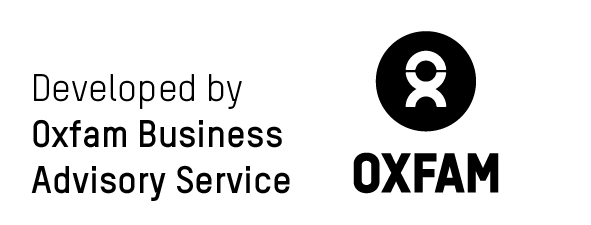 Developed by
Oxfam Business
Advisory Service
OXFAM